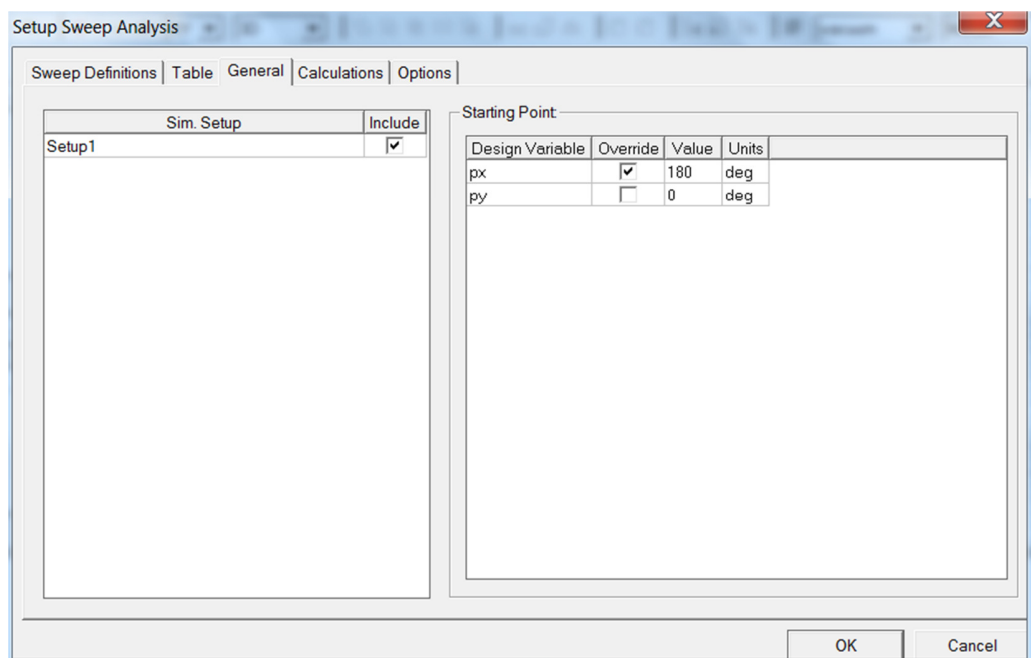 Setup Sweep Analysis
Sweep Definitions Table General Calculations Options
Sim. Setup Include
Setup1
Starting Point:
Design Variable Override Value Units
px 180 deg
py 0 deg
OK Cancel